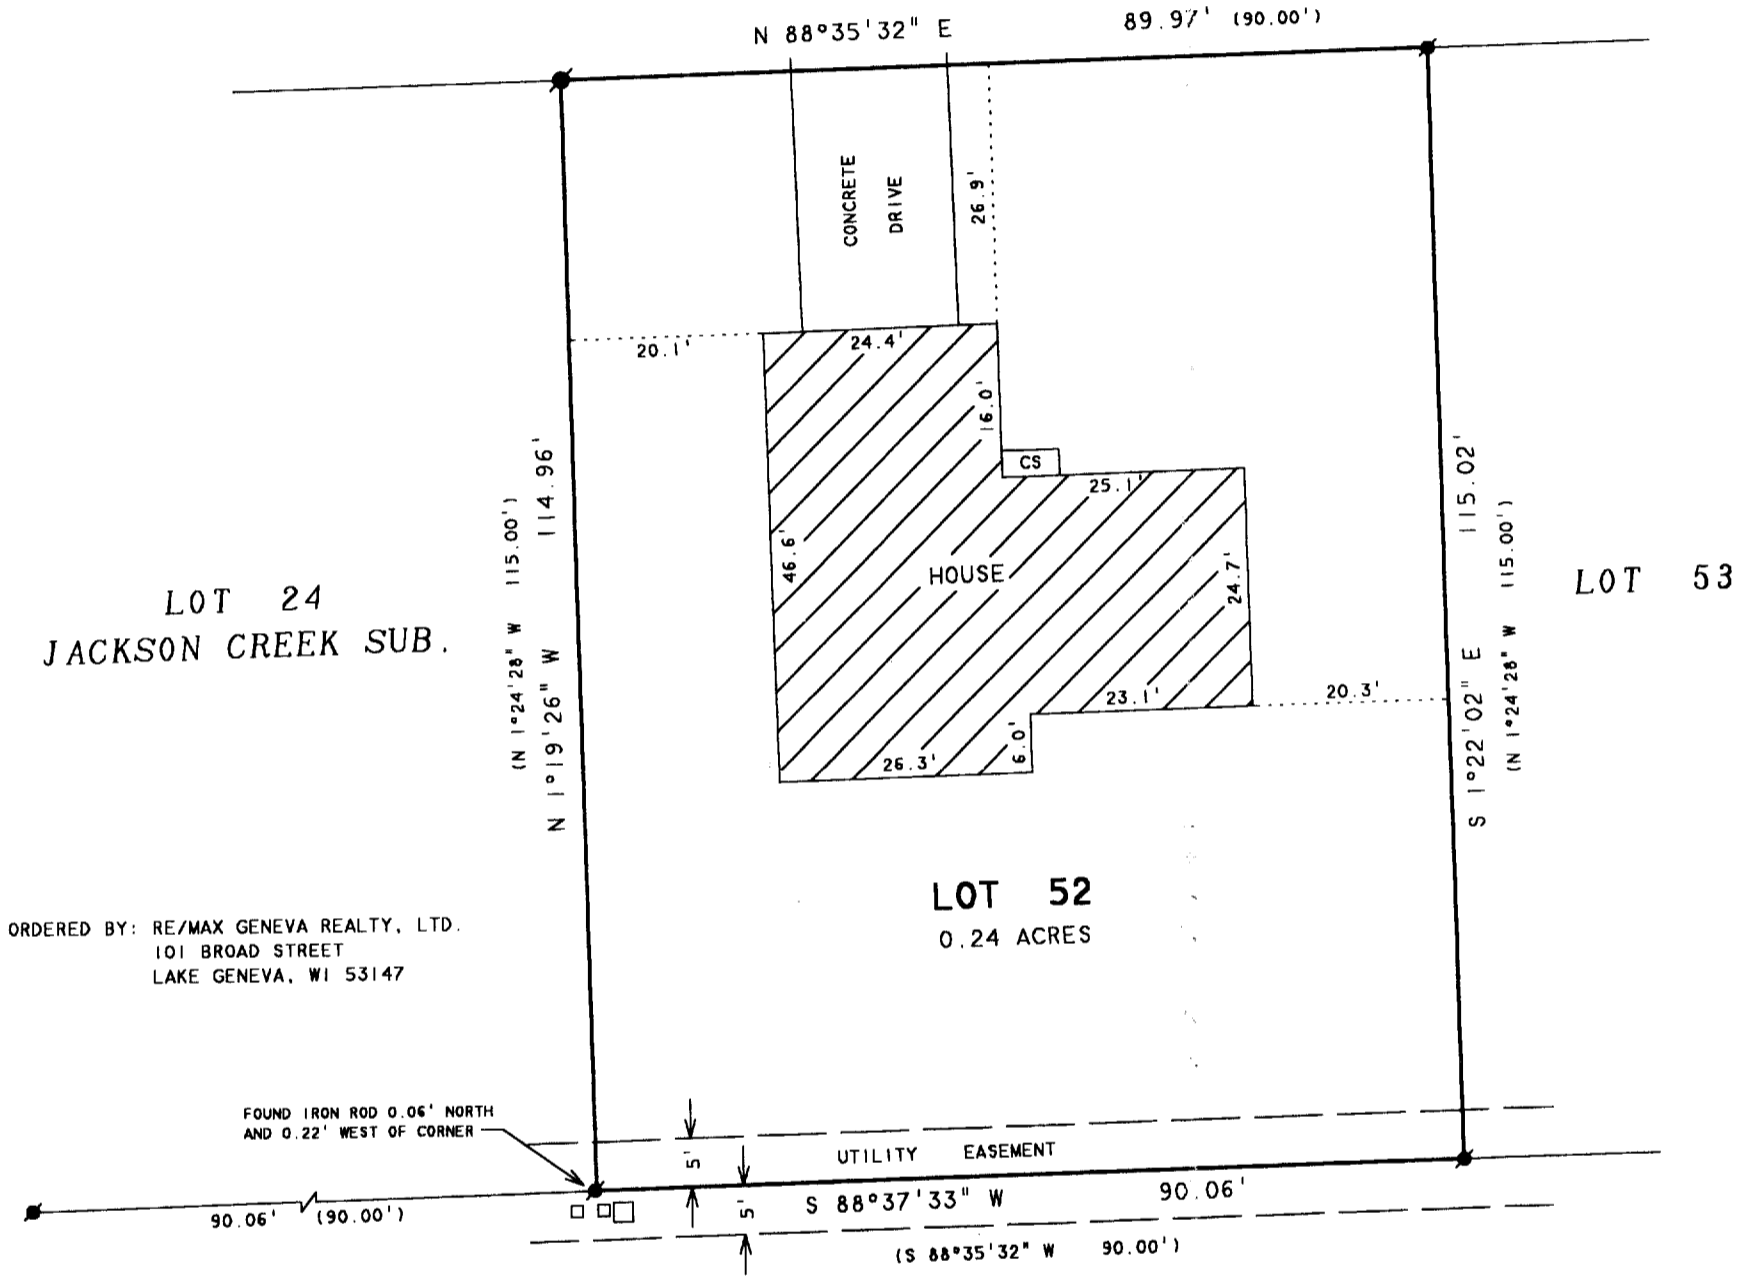 N 88°35'32" E 89.97' (90.00')
CONCRETE
DRIVE
26.9'
20.1'
24.4'
16.0'
CS
25.1'
46.6'
HOUSE
24.7'
(N 1°24'28" W 115.00')
N 1°19'26" W 114.96'
S 1°22'02" E 115.02'
(N 1°24'28" W 115.00')
LOT 24
JACKSON CREEK SUB.
LOT 53
23.1'
20.3'
6.0'
26.3'
LOT 52
0.24 ACRES
ORDERED BY: RE/MAX GENEVA REALTY, LTD.
101 BROAD STREET
LAKE GENEVA, WI 53147
FOUND IRON ROD 0.06' NORTH
AND 0.22' WEST OF CORNER
5'
UTILITY EASEMENT
5'
S 88°37'33" W 90.06'
90.06' (90.00')
(S 88°35'32" W 90.00')